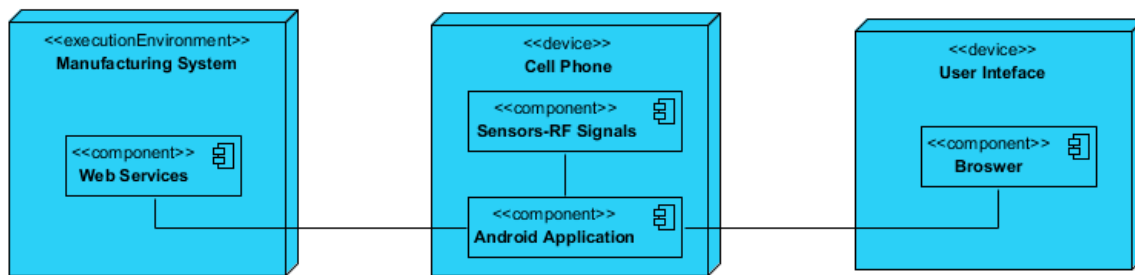 <<executionEnvironment>>
Manufacturing System
<<component>>
Web Services
<<device>>
Cell Phone
<<component>>
Sensors-RF Signals
<<component>>
Android Application
<<device>>
User Inteface
<<component>>
Broswer